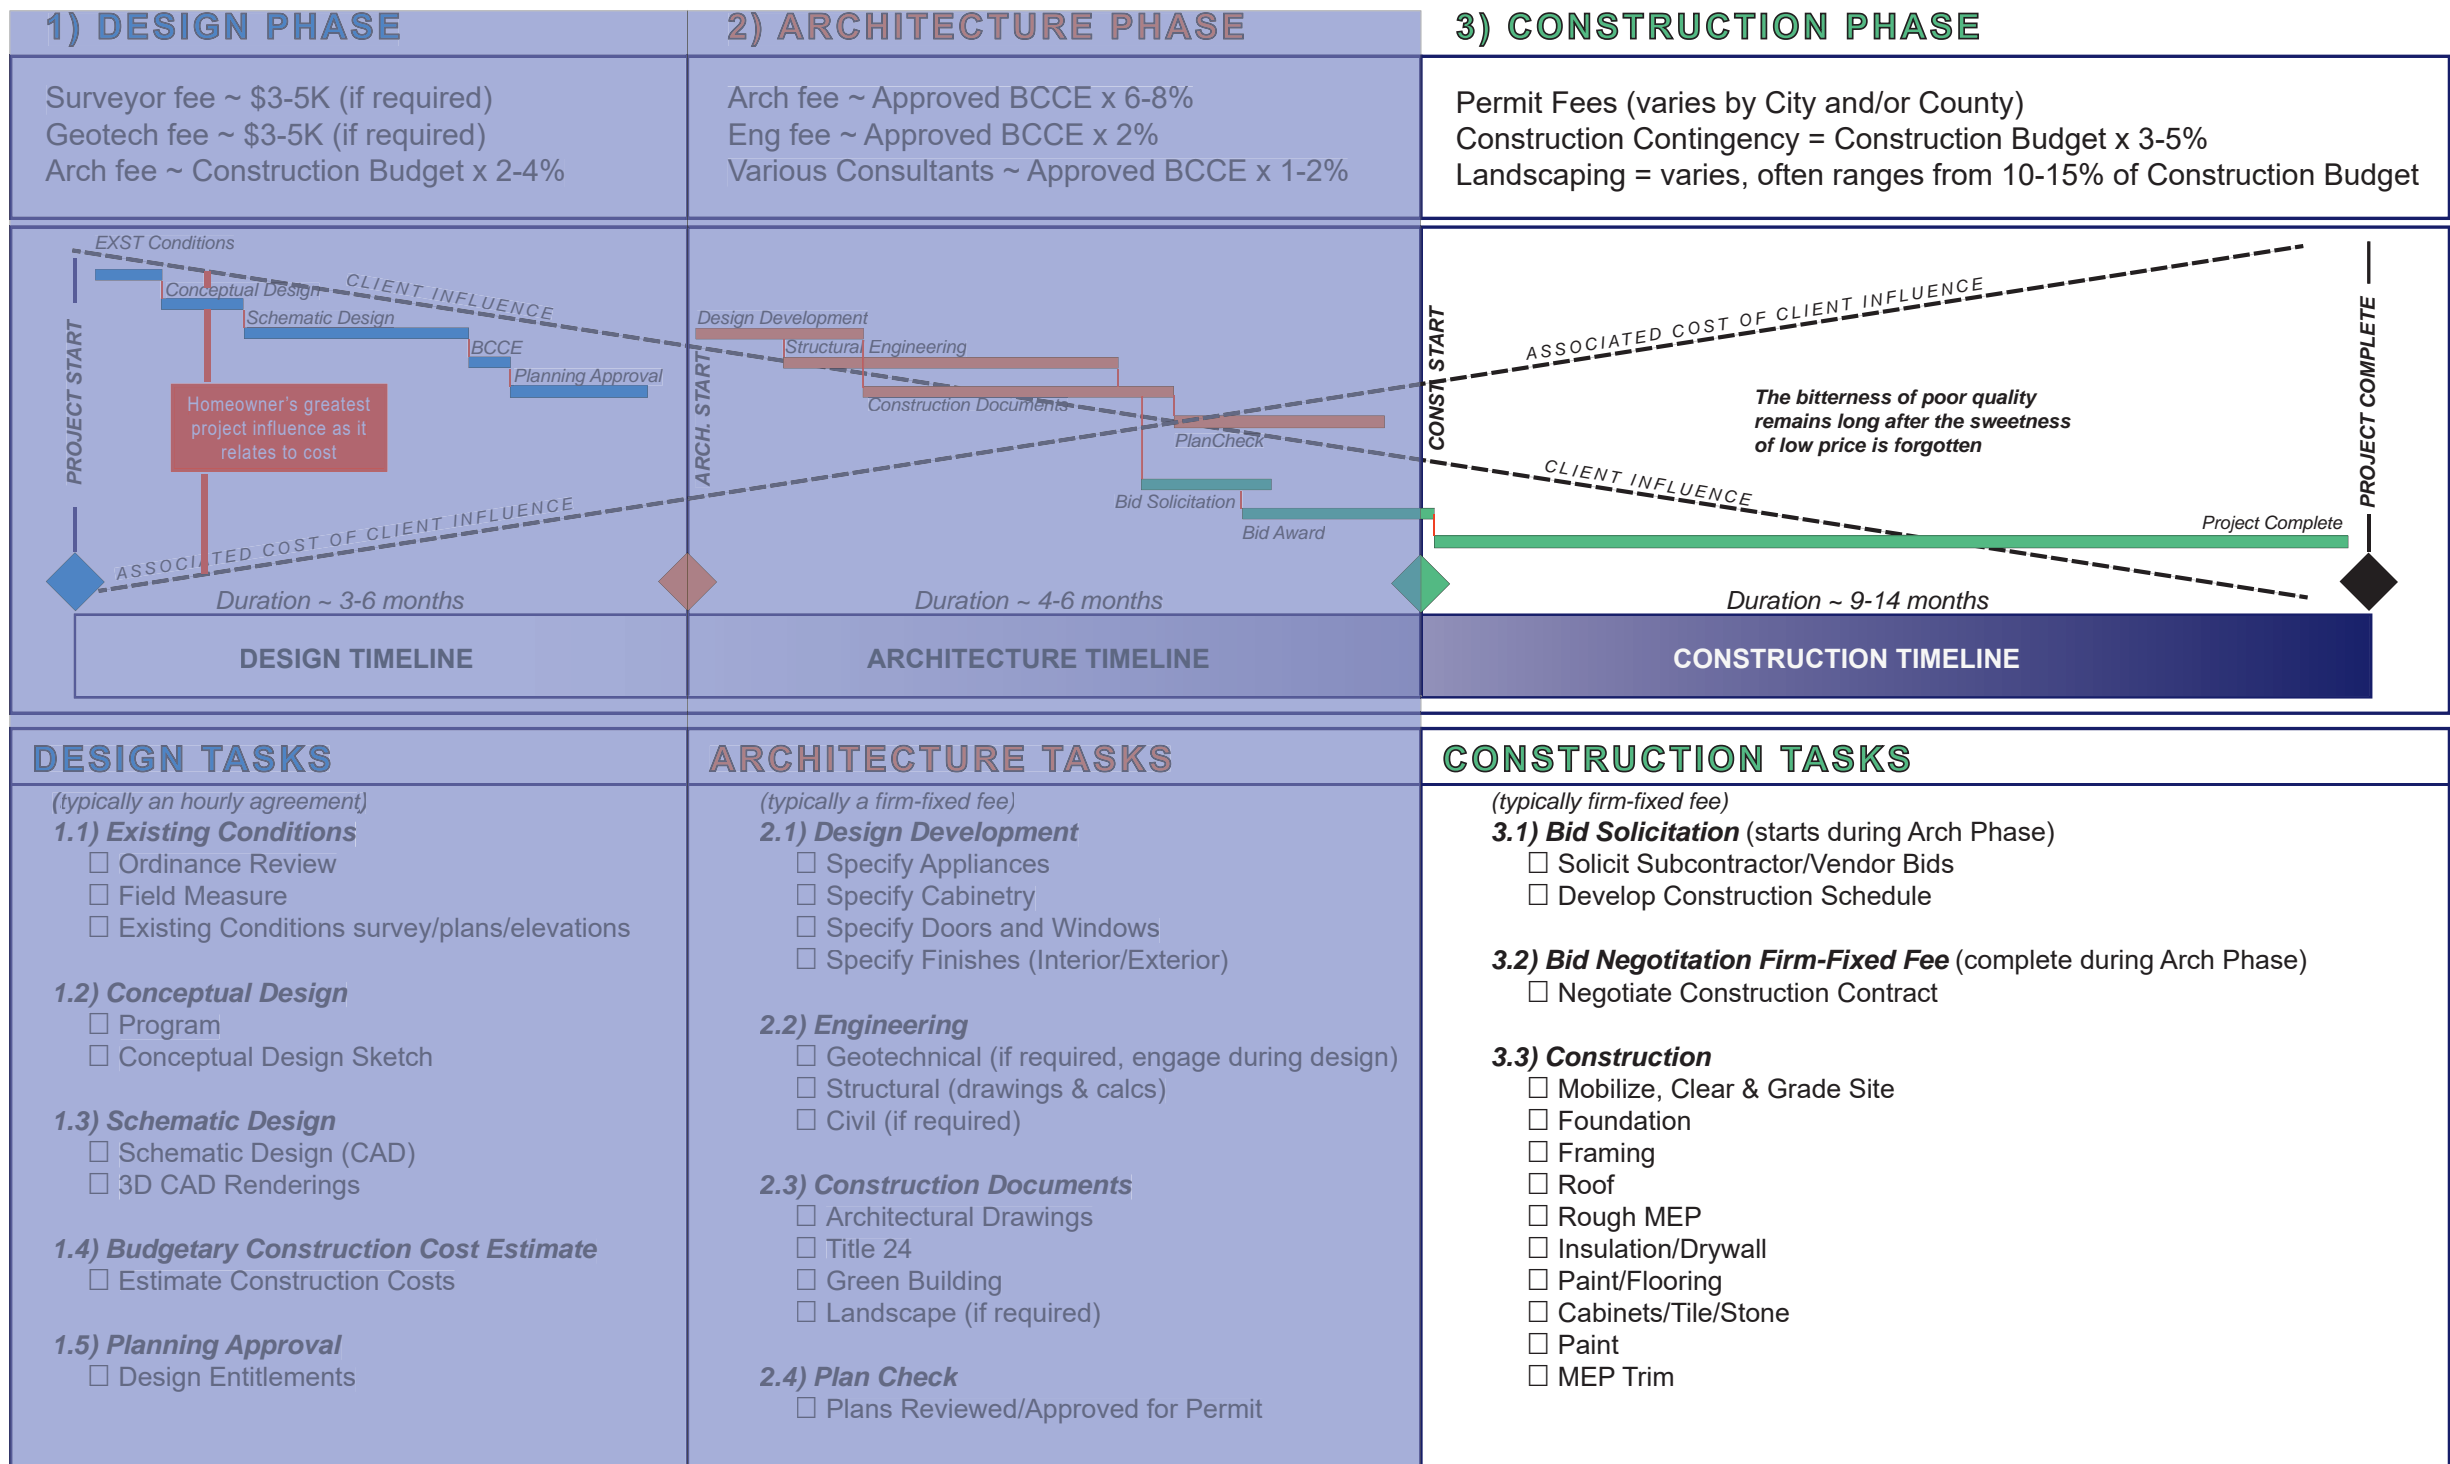 1) DESIGN PHASE
Surveyor fee ~ $3-5K (if required)
Geotech fee ~ $3-5K (if required)
Arch fee ~ Construction Budget x 2-4%
2) ARCHITECTURE PHASE
Arch fee ~ Approved BCCE x 6-8%
Eng fee ~ Approved BCCE x 2%
Various Consultants ~ Approved BCCE x 1-2%
3) CONSTRUCTION PHASE
Permit Fees (varies by City and/or County)
Construction Contingency = Construction Budget x 3-5%
Landscaping = varies, often ranges from 10-15% of Construction Budget
PROJECT START
EXST Conditions
Conceptual Design
Schematic Design
BCCE
Planning Approval
CLIENT INFLUENCE
Homeowner's greatest
project influence as it
relates to cost
ASSOCIATED COST OF CLIENT INFLUENCE
Duration ~ 3-6 months
DESIGN TIMELINE
ARCH. START
Design Development
Structural Engineering
Construction Documents
PlanCheck
Bid Solicitation
Bid Award
Duration ~ 4-6 months
ARCHITECTURE TIMELINE
CONST START
ASSOCIATED COST OF CLIENT INFLUENCE
The bitterness of poor quality
remains long after the sweetness
of low price is forgotten
CLIENT INFLUENCE
Project Complete
PROJECT COMPLETE
Duration ~ 9-14 months
CONSTRUCTION TIMELINE
DESIGN TASKS
(typically an hourly agreement)
1.1) Existing Conditions
☐ Ordinance Review
☐ Field Measure
☐ Existing Conditions survey/plans/elevations
1.2) Conceptual Design
☐ Program
☐ Conceptual Design Sketch
1.3) Schematic Design
☐ Schematic Design (CAD)
☐ 3D CAD Renderings
1.4) Budgetary Construction Cost Estimate
☐ Estimate Construction Costs
1.5) Planning Approval
☐ Design Entitlements
ARCHITECTURE TASKS
(typically a firm-fixed fee)
2.1) Design Development
☐ Specify Appliances
☐ Specify Cabinetry
☐ Specify Doors and Windows
☐ Specify Finishes (Interior/Exterior)
2.2) Engineering
☐ Geotechnical (if required, engage during design)
☐ Structural (drawings & calcs)
☐ Civil (if required)
2.3) Construction Documents
☐ Architectural Drawings
☐ Title 24
☐ Green Building
☐ Landscape (if required)
2.4) Plan Check
☐ Plans Reviewed/Approved for Permit
CONSTRUCTION TASKS
(typically firm-fixed fee)
3.1) Bid Solicitation (starts during Arch Phase)
☐ Solicit Subcontractor/Vendor Bids
☐ Develop Construction Schedule
3.2) Bid Negotitation Firm-Fixed Fee (complete during Arch Phase)
☐ Negotiate Construction Contract
3.3) Construction
☐ Mobilize, Clear & Grade Site
☐ Foundation
☐ Framing
☐ Roof
☐ Rough MEP
☐ Insulation/Drywall
☐ Paint/Flooring
☐ Cabinets/Tile/Stone
☐ Paint
☐ MEP Trim